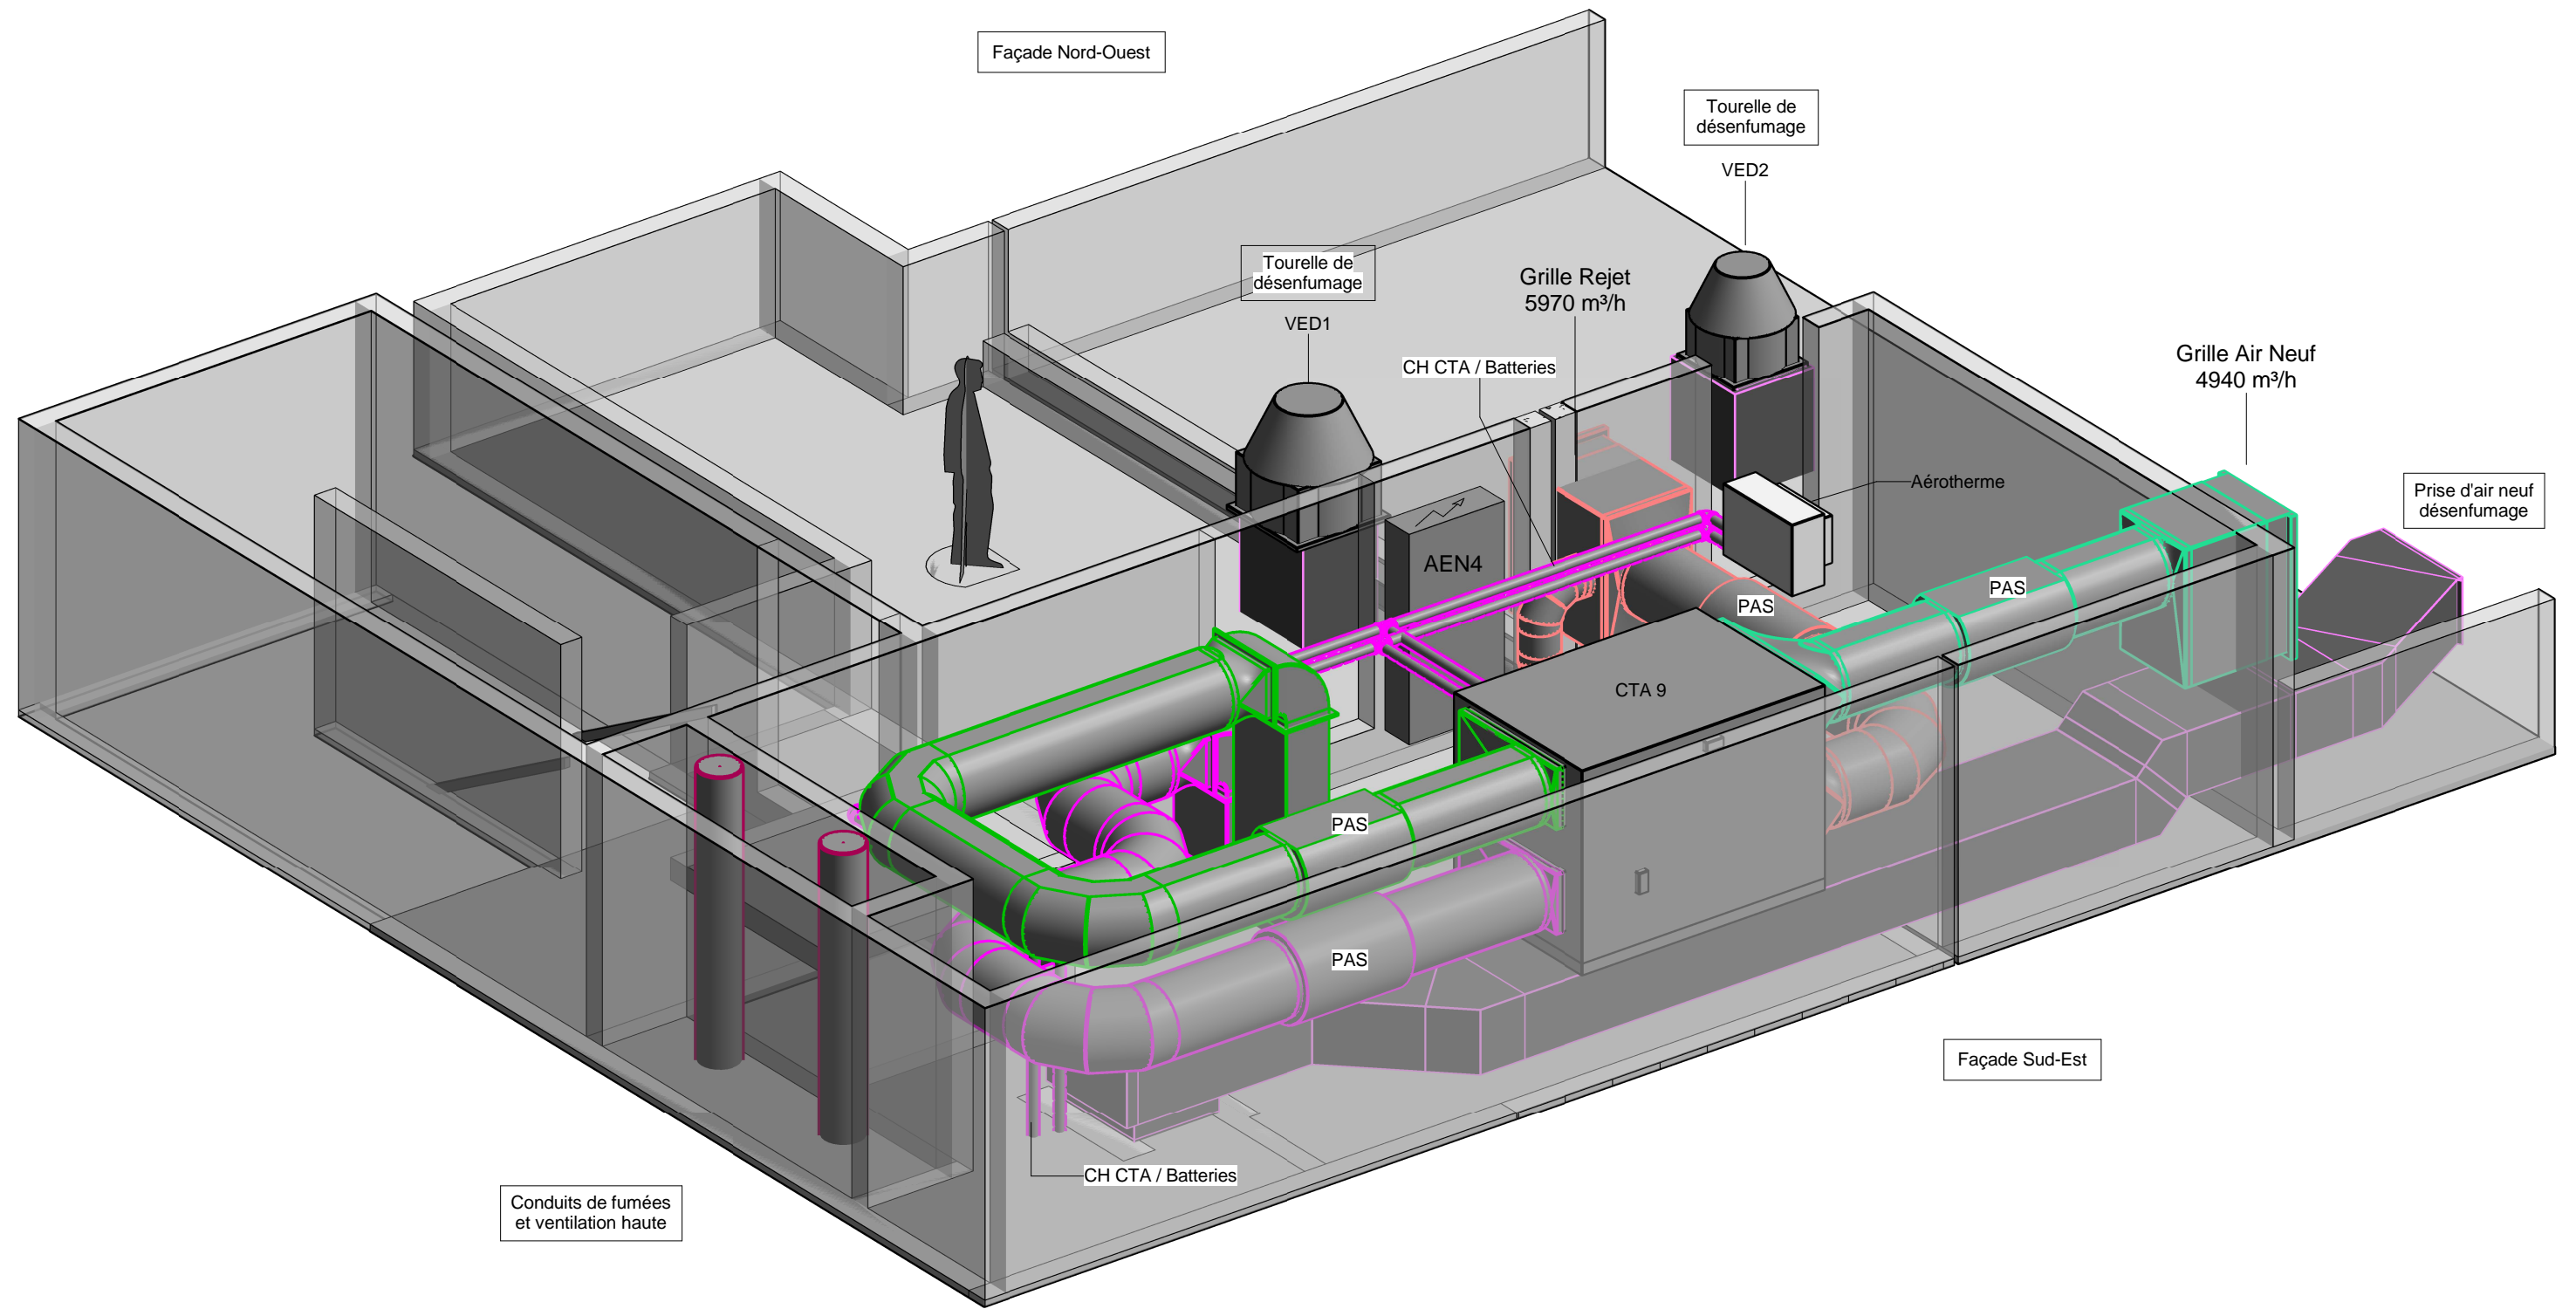 Façade Nord-Ouest
Tourelle de
désenfumage
VED2
Tourelle de
désenfumage
VED1
Grille Rejet
5970 m³/h
CH CTA / Batteries
Grille Air Neuf
4940 m³/h
Aérotherme
Prise d'air neuf
désenfumage
AEN4
PAS
PAS
CTA 9
PAS
PAS
Façade Sud-Est
CH CTA / Batteries
Conduits de fumées
et ventilation haute